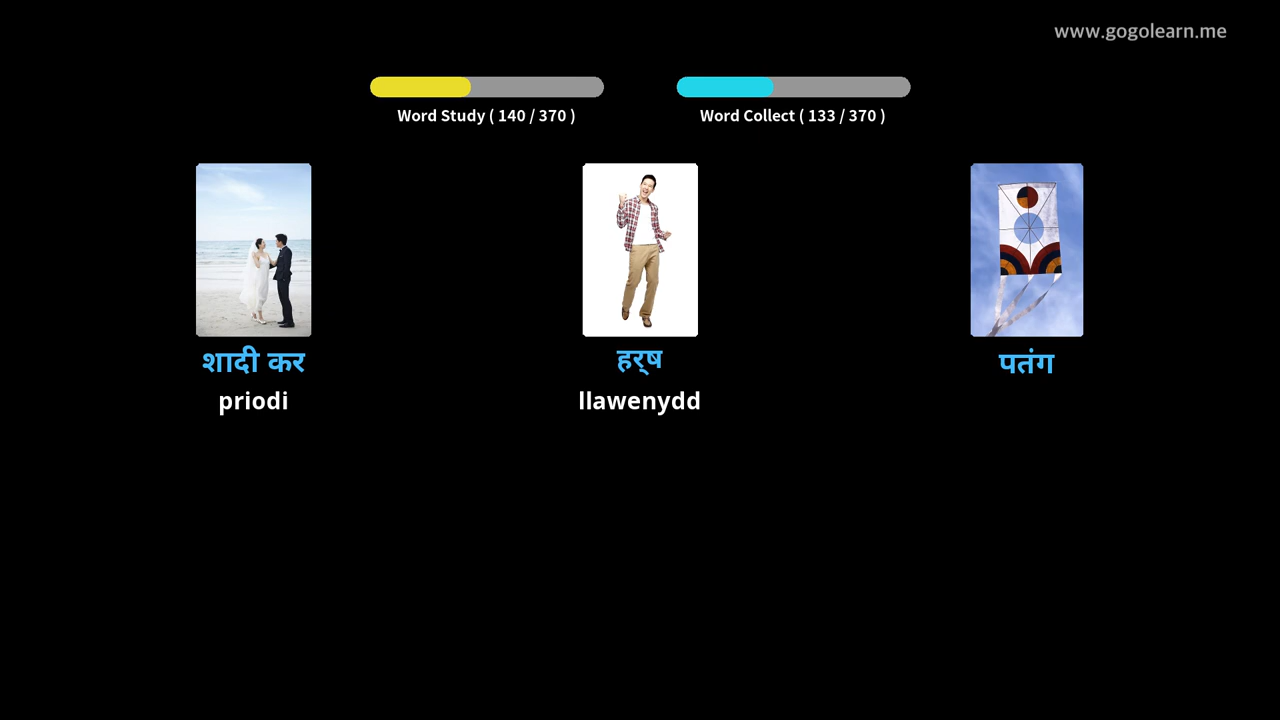 www.gogolearn.me
Word Study ( 140 / 370 )
Word Collect ( 133 / 370 )
शादी कर
priodi
हर्‌ष
llawenydd
पतंग